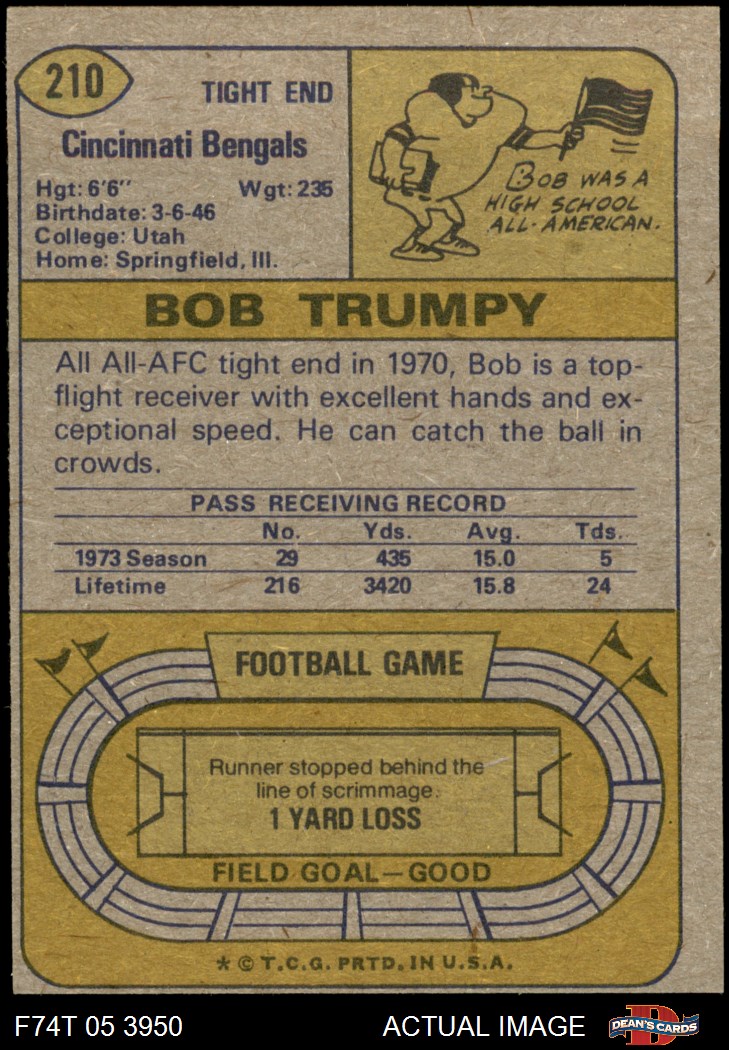 210
TIGHT END
Cincinnati Bengals
Hgt: 6'6" Wgt: 235
Birthdate: 3-6-46
College: Utah
Home: Springfield, Ill.
BOB WAS A
HIGH SCHOOL
ALL-AMERICAN.
BOB TRUMPY
All All-AFC tight end in 1970, Bob is a top-
flight receiver with excellent hands and ex-
ceptional speed. He can catch the ball in
crowds.
PASS RECEIVING RECORD
No. Yds. Avg. Tds.
1973 Season 29 435 15.0 5
Lifetime 216 3420 15.8 24
FOOTBALL GAME
Runner stopped behind the
line of scrimmage.
1 YARD LOSS
FIELD GOAL—GOOD
* © T.C.G. PRTD. IN U.S.A.
F74T 05 3950 ACTUAL IMAGE D DEAN'S CARDS